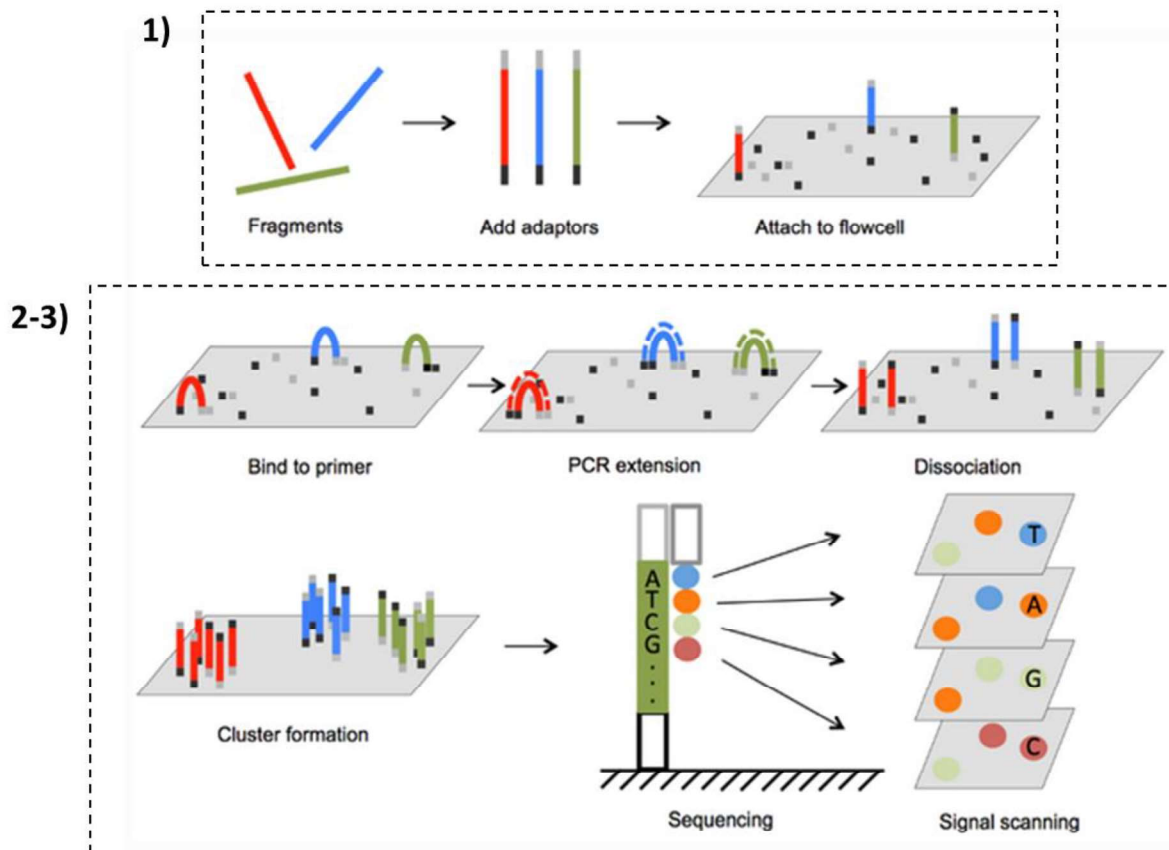 1)
Fragments
Add adaptors
Attach to flowcell
2-3)
Bind to primer
PCR extension
Dissociation
Cluster formation
A
T
C
G
.
.
.
Sequencing
T
A
G
C
Signal scanning